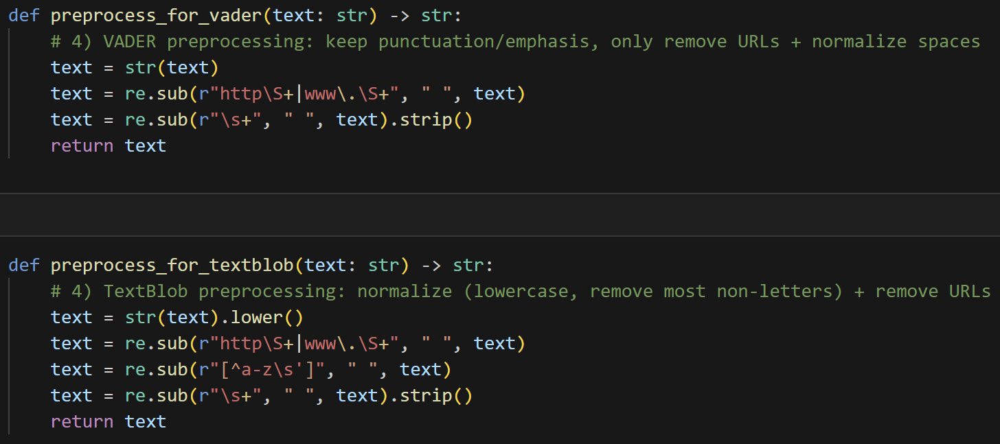 def preprocess_for_vader(text: str) -> str:
    # 4) VADER preprocessing: keep punctuation/emphasis, only remove URLs + normalize spaces
    text = str(text)
    text = re.sub(r"http\S+|www\.\S+", " ", text)
    text = re.sub(r"\s+", " ", text).strip()
    return text
def preprocess_for_textblob(text: str) -> str:
    # 4) TextBlob preprocessing: normalize (lowercase, remove most non-letters) + remove URLs
    text = str(text).lower()
    text = re.sub(r"http\S+|www\.\S+", " ", text)
    text = re.sub(r"[^a-z\s']", " ", text)
    text = re.sub(r"\s+", " ", text).strip()
    return text